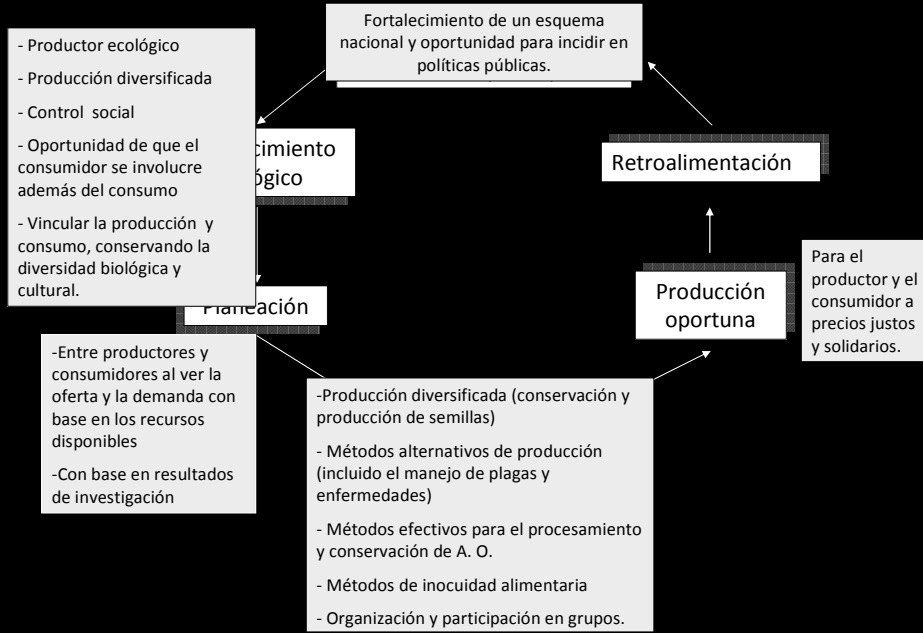 Fortalecimiento de un esquema
nacional y oportunidad para incidir en
políticas públicas.
- Productor ecológico
- Producción diversificada
- Control  social
- Oportunidad de que el
consumidor se involucre
además del consumo
- Vincular la producción  y
consumo, conservando la
diversidad biológica y
cultural.
Retroalimentación
Planeación
Producción
oportuna
Para el
productor y el
consumidor a
precios justos
y solidarios.
-Entre productores y
consumidores al ver la
oferta y la demanda con
base en los recursos
disponibles
-Con base en resultados
de investigación
-Producción diversificada (conservación y
producción de semillas)
- Métodos alternativos de producción
(incluido el manejo de plagas y
enfermedades)
- Métodos efectivos para el procesamiento
y conservación de A. O.
- Métodos de inocuidad alimentaria
- Organización y participación en grupos.